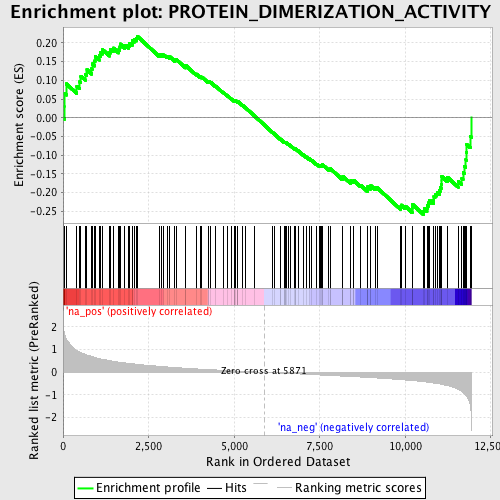 Enrichment plot: PROTEIN_DIMERIZATION_ACTIVITY
Enrichment score (ES)
0.20
0.15
0.10
0.05
0.00
-0.05
-0.10
-0.15
-0.20
-0.25
'na_pos' (positively correlated)
Ranked list metric (PreRanked)
2
1
0
-1
-2
Zero cross at 5871
'na_neg' (negatively correlated)
0
2,500
5,000
7,500
10,000
12,500
Rank in Ordered Dataset
Enrichment profile
Hits
Ranking metric scores